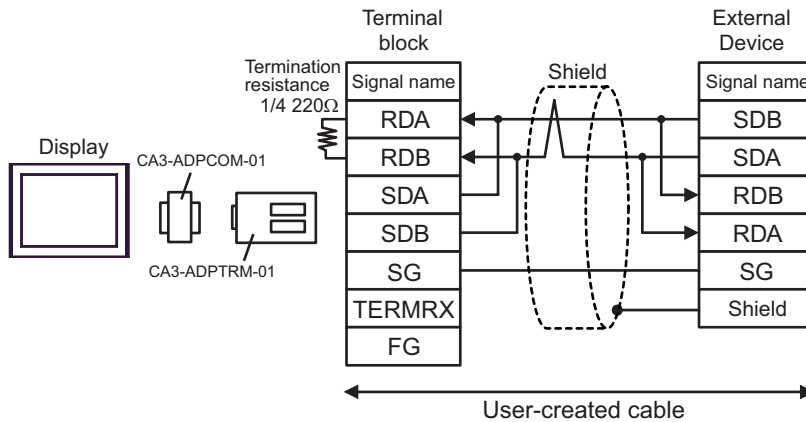 Terminal
block
External
Device
Termination
resistance
1/4 220Ω
Signal name
Shield
Signal name
RDA
SDB
Display
CA3-ADPCOM-01
RDB
SDA
SDA
RDB
SDB
RDA
CA3-ADPTRM-01
SG
SG
TERMRX
Shield
FG
User-created cable